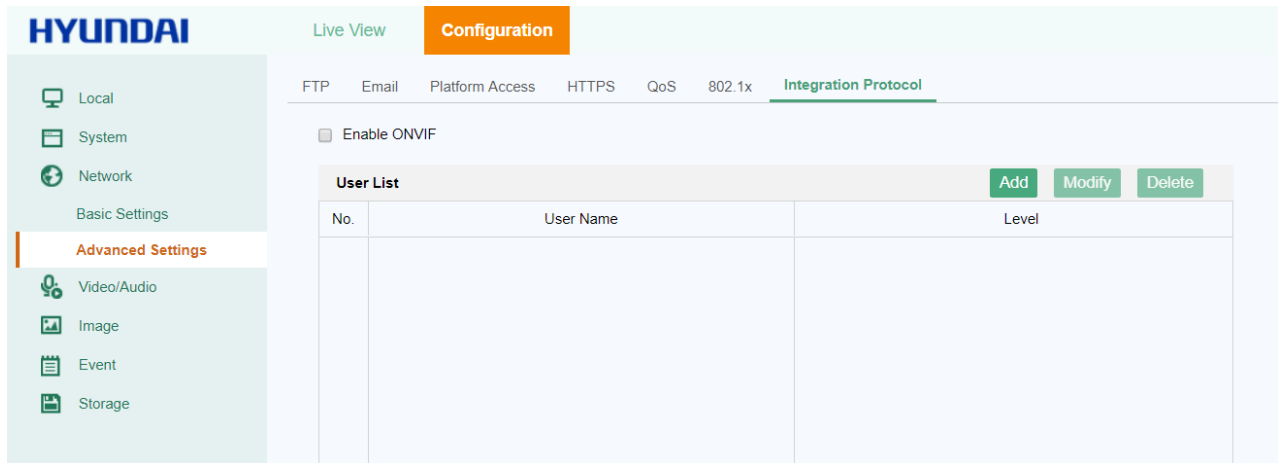 HYUNDAI
Live View Configuration
FTP Email Platform Access HTTPS QoS 802.1x Integration Protocol
Local
System
Network
Basic Settings
Advanced Settings
Video/Audio
Image
Event
Storage
Enable ONVIF
User List Add Modify Delete
No. User Name Level